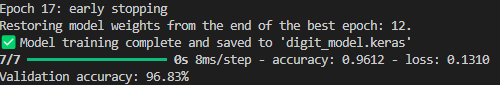 Epoch 17: early stopping
Restoring model weights from the end of the best epoch: 12.
✅ Model training complete and saved to 'digit_model.keras'
7/7 ━━━━━━━━━━━━━━━━━━━━ 0s 8ms/step - accuracy: 0.9612 - loss: 0.1310
Validation accuracy: 96.83%